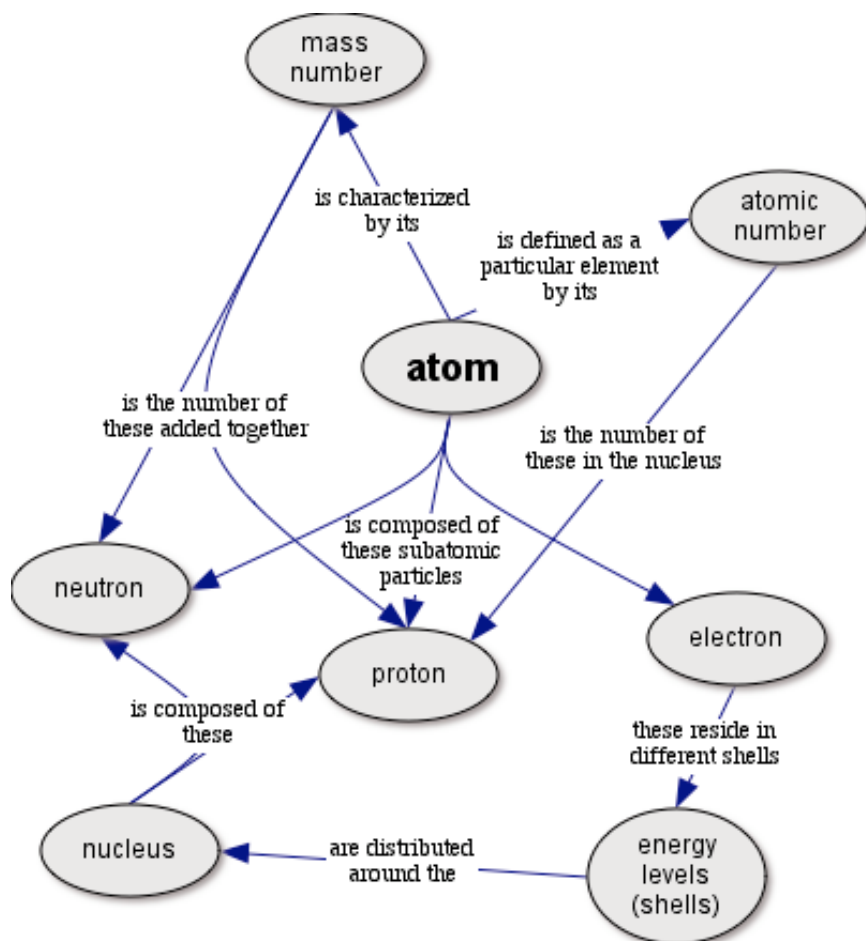 mass
number
is characterized
by its
atomic
number
is defined as a
particular element
by its
atom
is the number of
these added together
is the number of
these in the nucleus
is composed of
these subatomic
particles
neutron
electron
proton
is composed of
these
these reside in
different shells
nucleus
are distributed
around the
energy
levels
(shells)